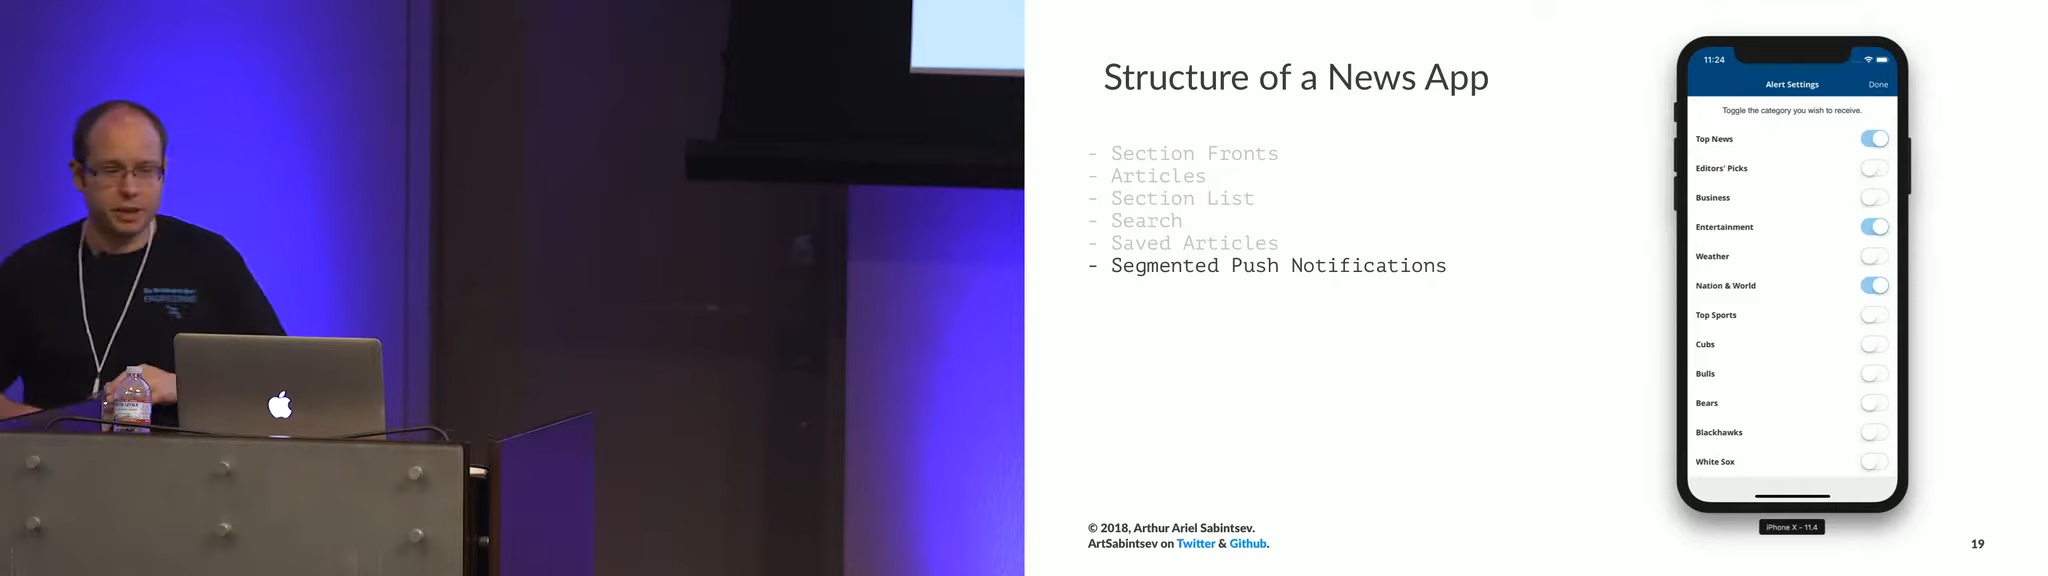 ENGINEERING
Structure of a News App
- Section Fronts
- Articles
- Section List
- Search
- Saved Articles
- Segmented Push Notifications
11:24
Alert Settings
Done
Toggle the category you wish to receive.
Top News
Editors' Picks
Business
Entertainment
Weather
Nation & World
Top Sports
Cubs
Bulls
Bears
Blackhawks
White Sox
iPhone X - 11.4
© 2018, Arthur Ariel Sabintsev.
ArtSabintsev on Twitter & Github.
19